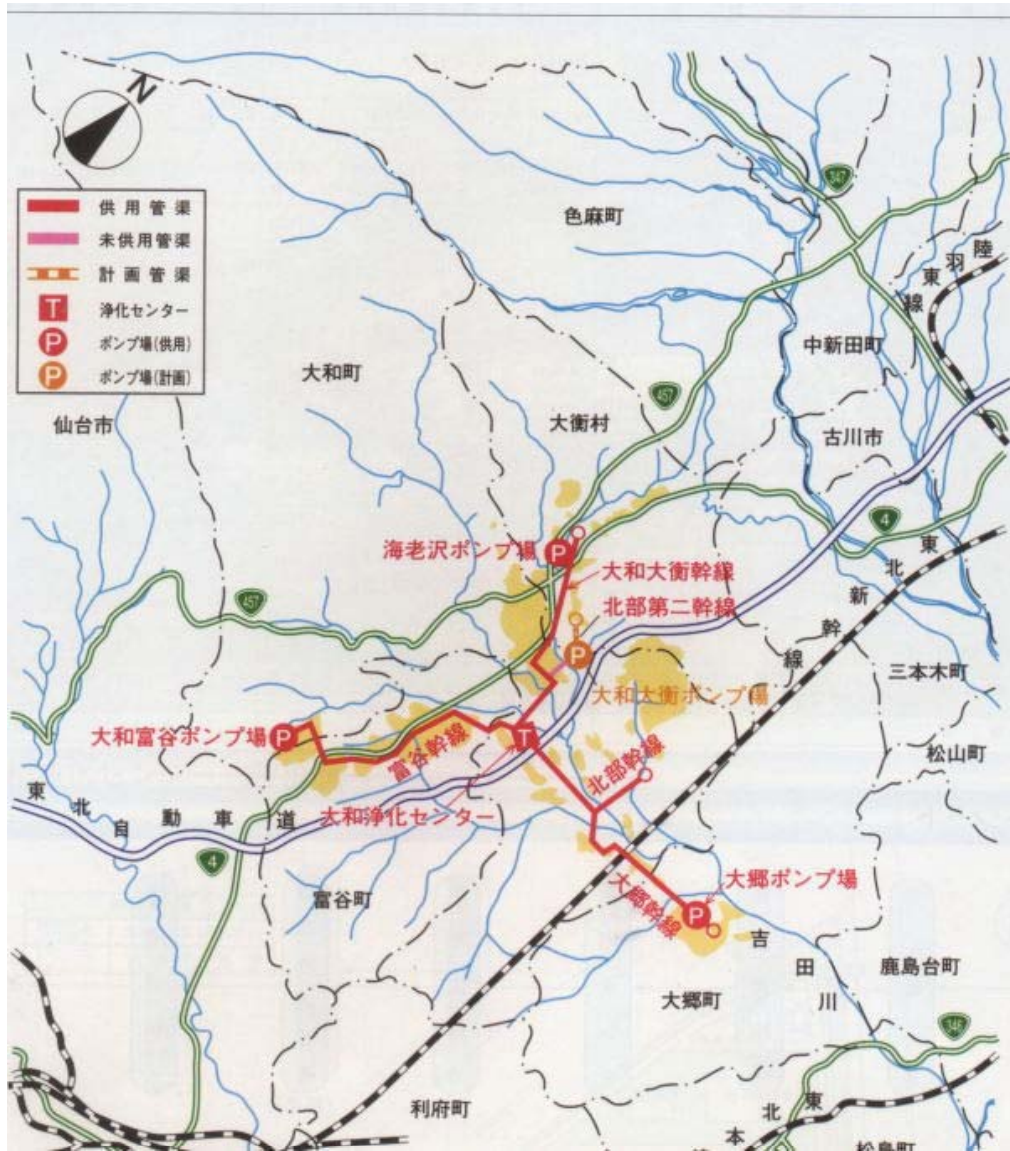 N
供用管渠
未供用管渠
計画管渠
T 浄化センター
P ポンプ場(供用)
P ポンプ場(計画)
色麻町
347
陸羽東線
中新田町
大和町
大衡村
457
仙台市
古川市
4
海老沢ポンプ場
P
大和大衡幹線
北部第二幹線
P
大和大衡ポンプ場
東北新幹線
457
三本木町
松山町
大和富谷ポンプ場
P
富谷幹線
T
北部幹線
大和浄化センター
東北自動車道
4
富谷町
大郷幹線
大郷ポンプ場
P
吉田川
鹿島台町
大郷町
346
利府町
東北本
松島町